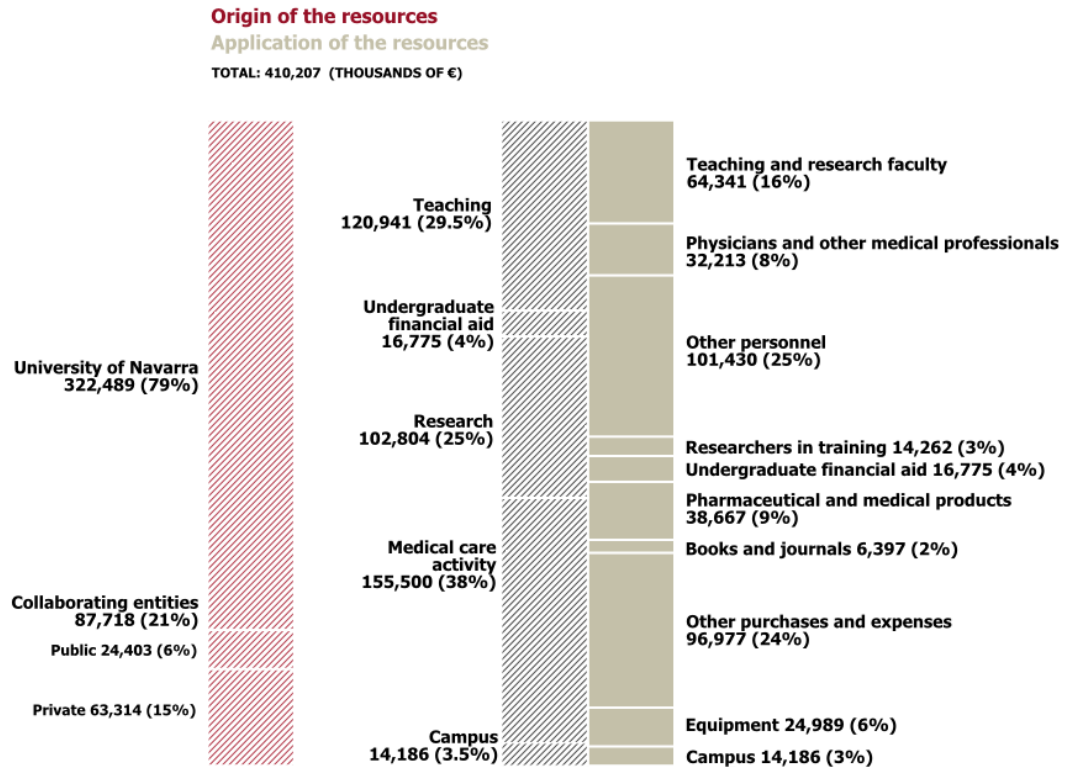 Origin of the resources
Application of the resources
TOTAL: 410,207 (THOUSANDS OF €)
University of Navarra
322,489 (79%)
Collaborating entities
87,718 (21%)
Public 24,403 (6%)
Private 63,314 (15%)
Teaching
120,941 (29.5%)
Undergraduate
financial aid
16,775 (4%)
Research
102,804 (25%)
Medical care
activity
155,500 (38%)
Campus
14,186 (3.5%)
Teaching and research faculty
64,341 (16%)
Physicians and other medical professionals
32,213 (8%)
Other personnel
101,430 (25%)
Researchers in training 14,262 (3%)
Undergraduate financial aid 16,775 (4%)
Pharmaceutical and medical products
38,667 (9%)
Books and journals 6,397 (2%)
Other purchases and expenses
96,977 (24%)
Equipment 24,989 (6%)
Campus 14,186 (3%)